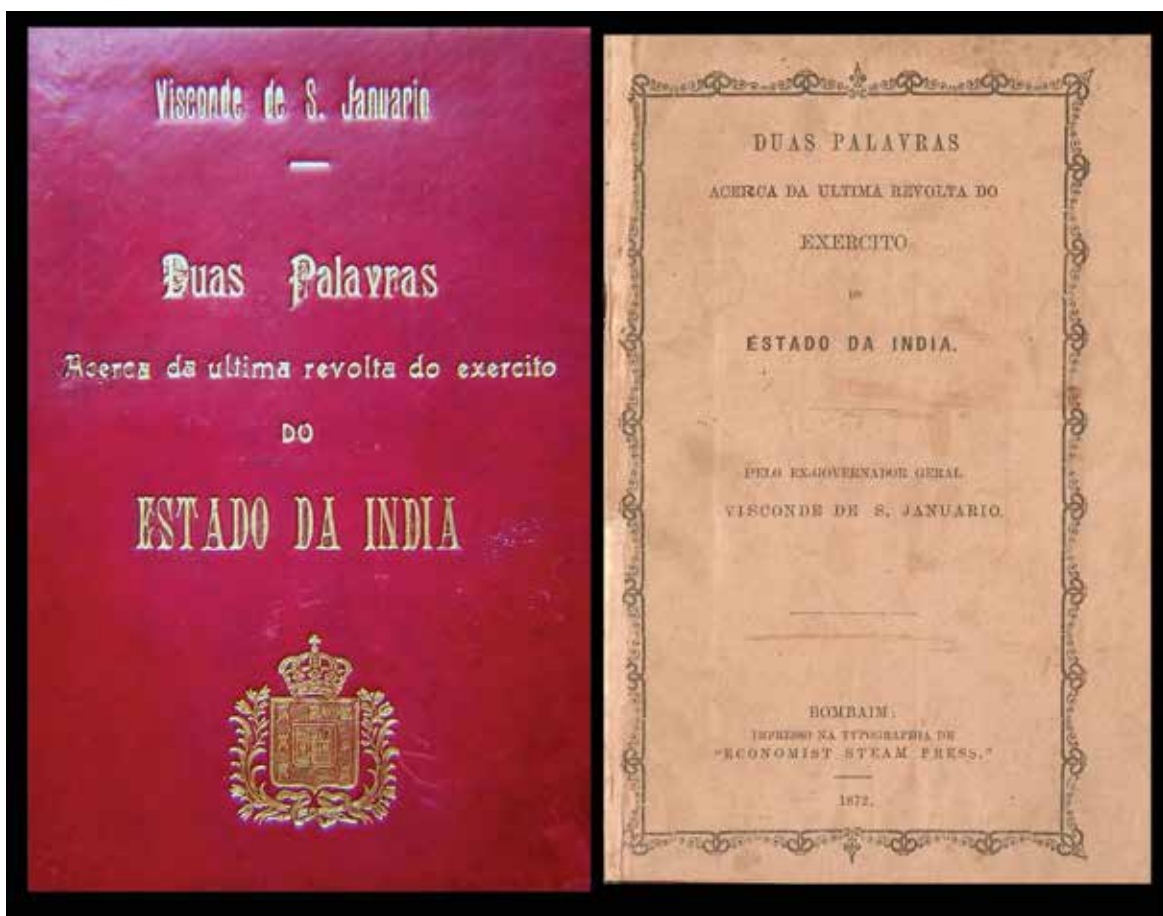 Visconde de S. Januario
Duas Palavras
Acerca da ultima revolta do exercito
DO
ESTADO DA INDIA
DUAS PALAVRAS
ACERCA DA ULTIMA REVOLTA DO
EXERCITO
ESTADO DA INDIA.
PELO EX-GOVERNADOR GERAL
VISCONDE DE S. JANUARIO.
BOMBAIM:
IMPRESSO NA TYPOGRAPHIA DE
"ECONOMIST STEAM PRESS."
1872.